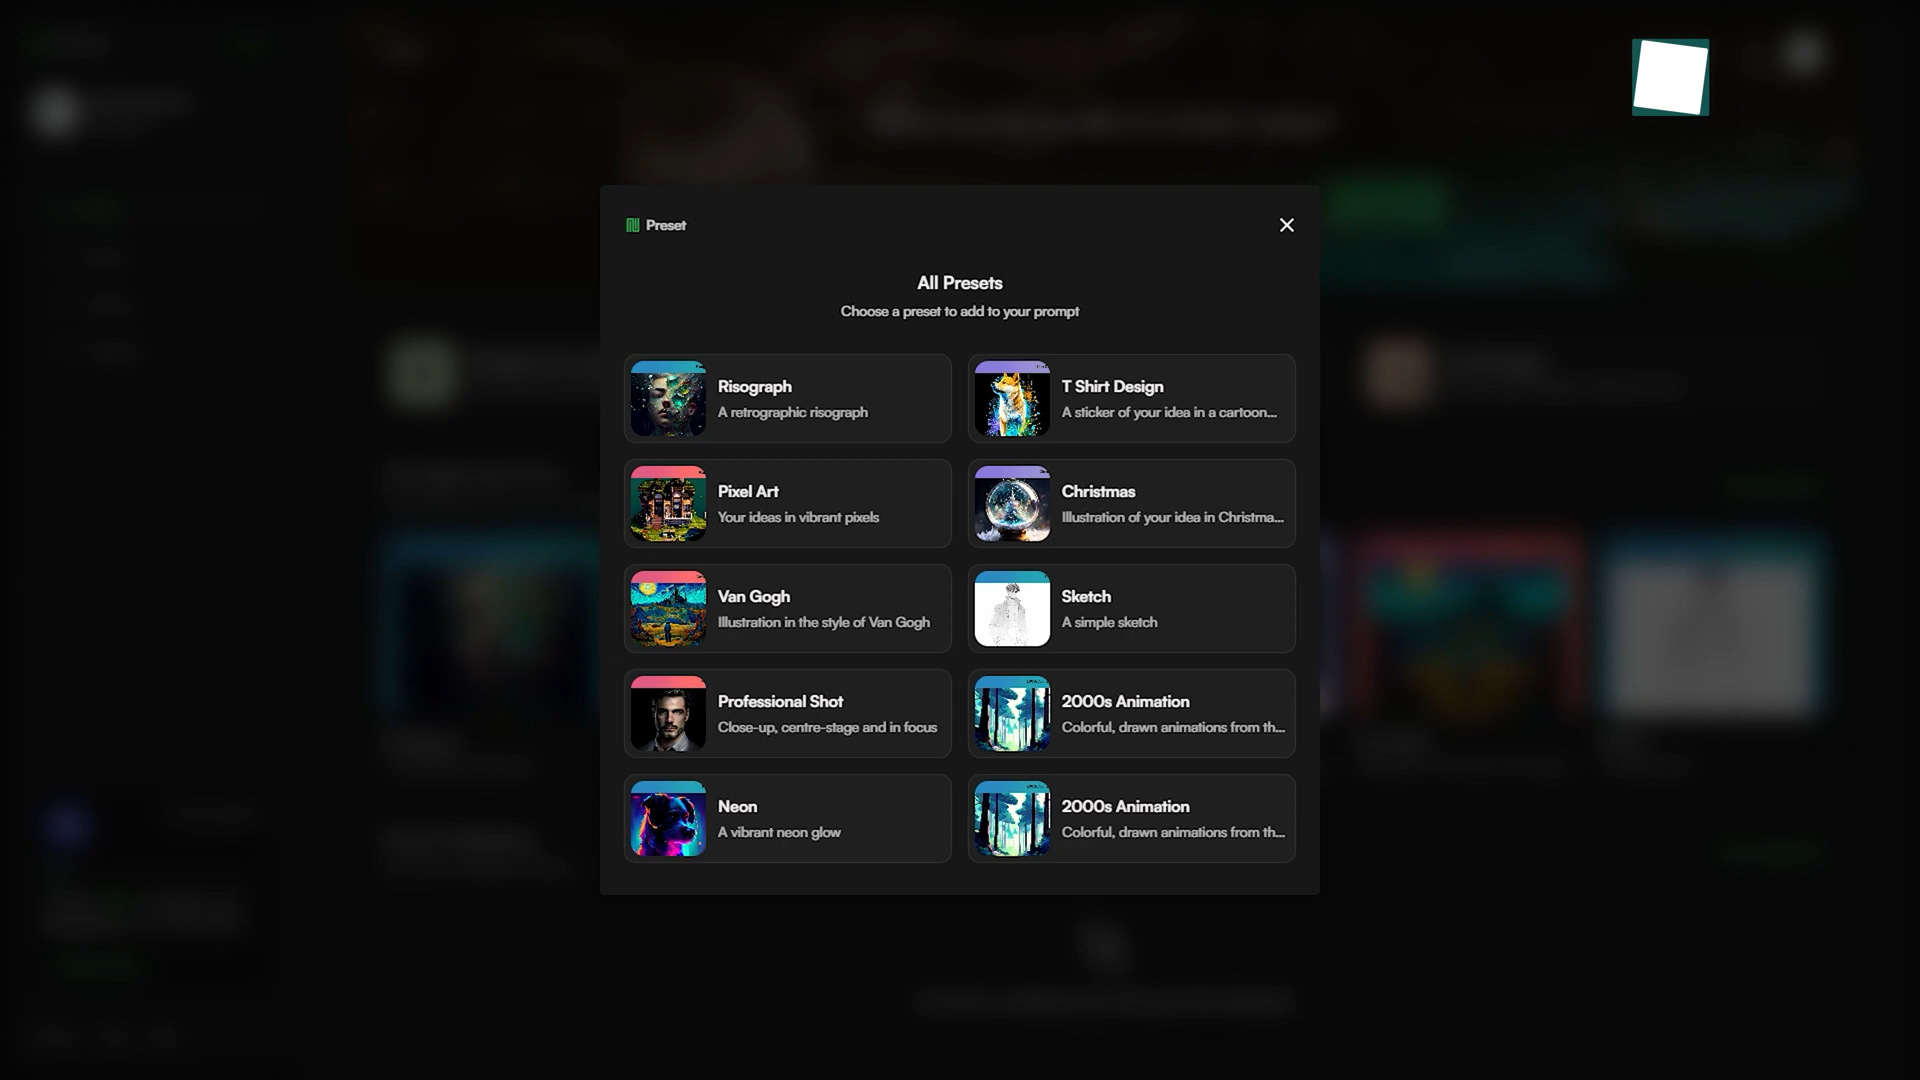 Preset
All Presets
Choose a preset to add to your prompt
Risograph
A retrographic risograph
T Shirt Design
A sticker of your idea in a cartoon...
Pixel Art
Your ideas in vibrant pixels
Christmas
Illustration of your idea in Christma...
Van Gogh
Illustration in the style of Van Gogh
Sketch
A simple sketch
Professional Shot
Close-up, centre-stage and in focus
2000s Animation
Colorful, drawn animations from th...
Neon
A vibrant neon glow
2000s Animation
Colorful, drawn animations from th...